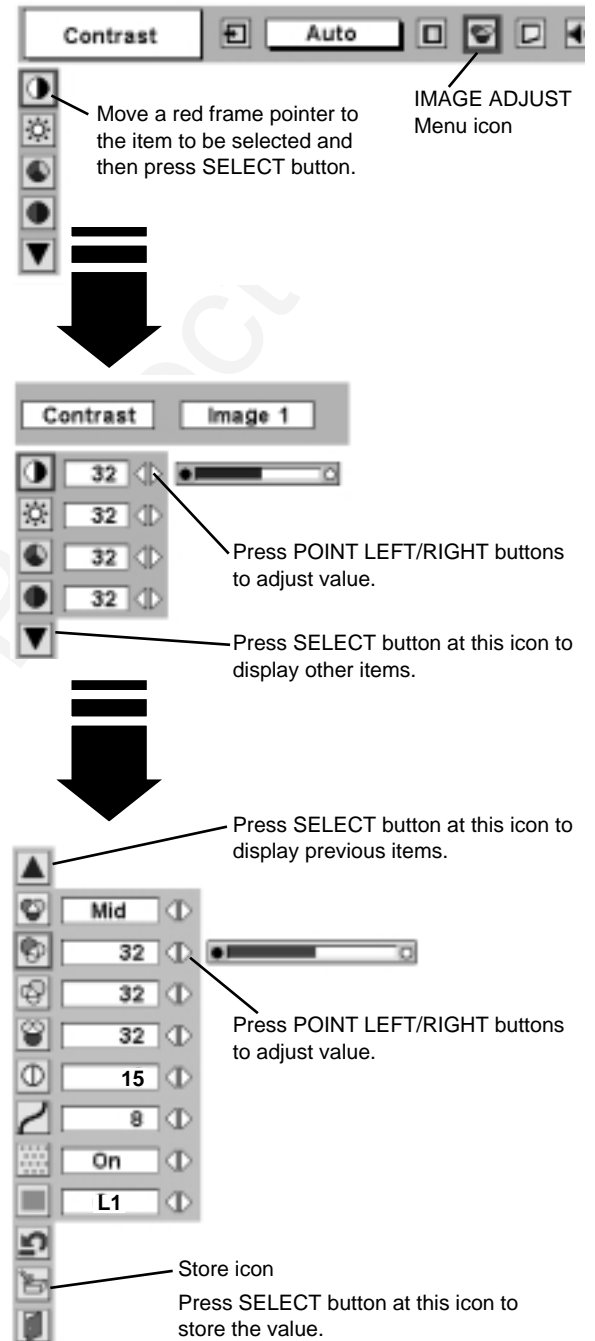 Contrast
Auto
Move a red frame pointer to
the item to be selected and
then press SELECT button.
IMAGE ADJUST
Menu icon
Contrast
Image 1
32
32
32
32
Press POINT LEFT/RIGHT buttons
to adjust value.
Press SELECT button at this icon to
display other items.
Press SELECT button at this icon to
display previous items.
Mid
32
32
32
15
8
On
L1
Press POINT LEFT/RIGHT buttons
to adjust value.
Store icon
Press SELECT button at this icon to
store the value.